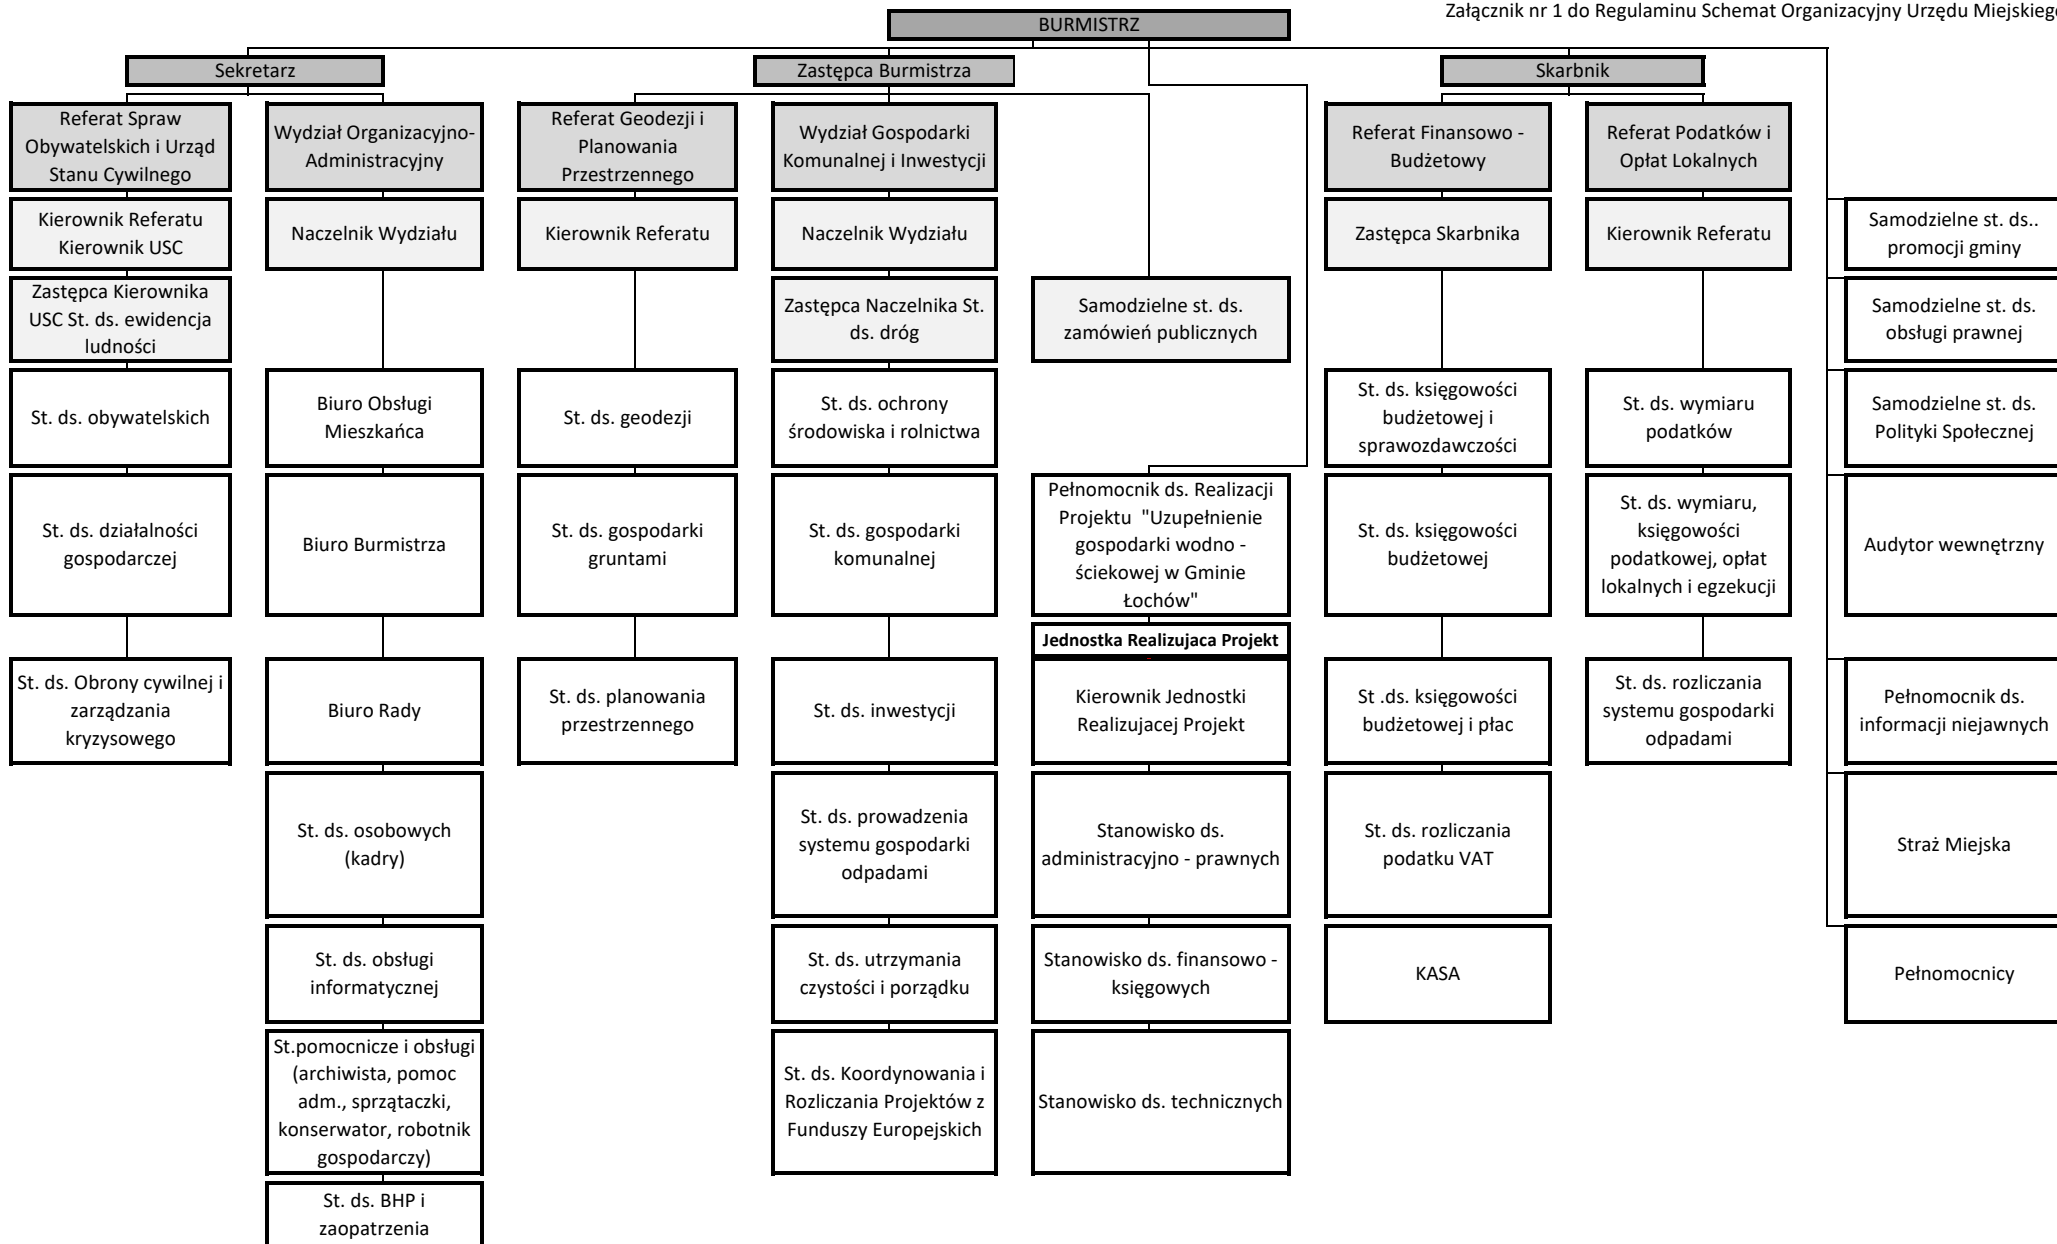 Załącznik nr 1 do Regulaminu Schemat Organizacyjny Urzędu Miejskiego
BURMISTRZ
Sekretarz
Zastępca Burmistrza
Skarbnik
Referat Spraw
Obywatelskich i Urząd
Stanu Cywilnego
Wydział Organizacyjno-
Administracyjny
Referat Geodezji i
Planowania
Przestrzennego
Wydział Gospodarki
Komunalnej i Inwestycji
Referat Finansowo -
Budżetowy
Referat Podatków i
Opłat Lokalnych
Kierownik Referatu
Kierownik USC
Naczelnik Wydziału
Kierownik Referatu
Naczelnik Wydziału
Zastępca Skarbnika
Kierownik Referatu
Samodzielne st. ds..
promocji gminy
Zastępca Kierownika
USC St. ds. ewidencja
ludności
Zastępca Naczelnika St.
ds. dróg
Samodzielne st. ds.
zamówień publicznych
Samodzielne st. ds.
obsługi prawnej
St. ds. obywatelskich
Biuro Obsługi
Mieszkańca
St. ds. geodezji
St. ds. ochrony
środowiska i rolnictwa
St. ds. księgowości
budżetowej i
sprawozdawczości
St. ds. wymiaru
podatków
Samodzielne st. ds.
Polityki Społecznej
St. ds. działalności
gospodarczej
Biuro Burmistrza
St. ds. gospodarki
gruntami
St. ds. gospodarki
komunalnej
Pełnomocnik ds. Realizacji
Projektu "Uzupełnienie
gospodarki wodno -
ściekowej w Gminie
Łochów"
St. ds. księgowości
budżetowej
St. ds. wymiaru,
księgowości
podatkowej, opłat
lokalnych i egzekucji
Audytor wewnętrzny
Jednostka Realizujaca Projekt
St. ds. Obrony cywilnej i
zarządzania
kryzysowego
Biuro Rady
St. ds. planowania
przestrzennego
St. ds. inwestycji
Kierownik Jednostki
Realizujacej Projekt
St .ds. księgowości
budżetowej i płac
St. ds. rozliczania
systemu gospodarki
odpadami
Pełnomocnik ds.
informacji niejawnych
St. ds. osobowych
(kadry)
St. ds. prowadzenia
systemu gospodarki
odpadami
Stanowisko ds.
administracyjno - prawnych
St. ds. rozliczania
podatku VAT
Straż Miejska
St. ds. obsługi
informatycznej
St. ds. utrzymania
czystości i porządku
Stanowisko ds. finansowo -
księgowych
KASA
Pełnomocnicy
St.pomocnicze i obsługi
(archiwista, pomoc
adm., sprzątaczki,
konserwator, robotnik
gospodarczy)
St. ds. Koordynowania i
Rozliczania Projektów z
Funduszy Europejskich
Stanowisko ds. technicznych
St. ds. BHP i
zaopatrzenia